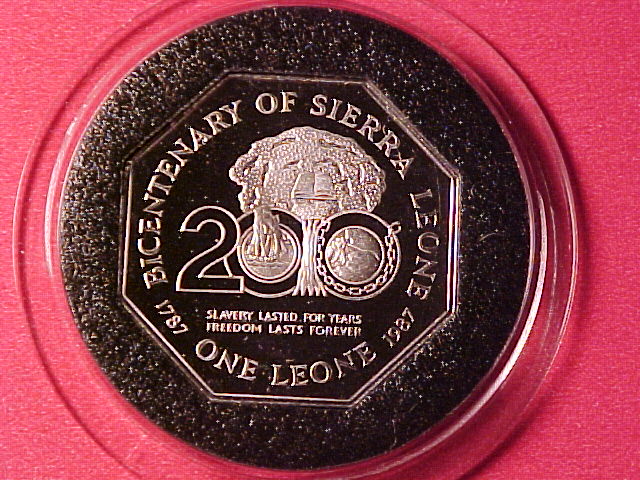 BICENTENARY OF SIERRA LEONE
200
SLAVERY LASTED FOR YEARS
FREEDOM LASTS FOREVER
1787 ONE LEONE 1987